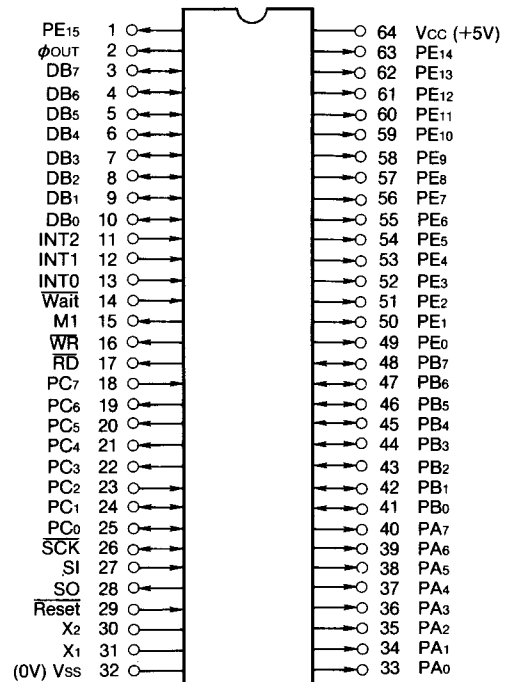 PE15 1 64 VCC (+5V)
ϕOUT 2 63 PE14
DB7 3 62 PE13
DB6 4 61 PE12
DB5 5 60 PE11
DB4 6 59 PE10
DB3 7 58 PE9
DB2 8 57 PE8
DB1 9 56 PE7
DB0 10 55 PE6
INT2 11 54 PE5
INT1 12 53 PE4
INT0 13 52 PE3
Wait 14 51 PE2
M1 15 50 PE1
WR 16 49 PE0
RD 17 48 PB7
PC7 18 47 PB6
PC6 19 46 PB5
PC5 20 45 PB4
PC4 21 44 PB3
PC3 22 43 PB2
PC2 23 42 PB1
PC1 24 41 PB0
PC0 25 40 PA7
SCK 26 39 PA6
SI 27 38 PA5
SO 28 37 PA4
Reset 29 36 PA3
X2 30 35 PA2
X1 31 34 PA1
(0V) VSS 32 33 PA0